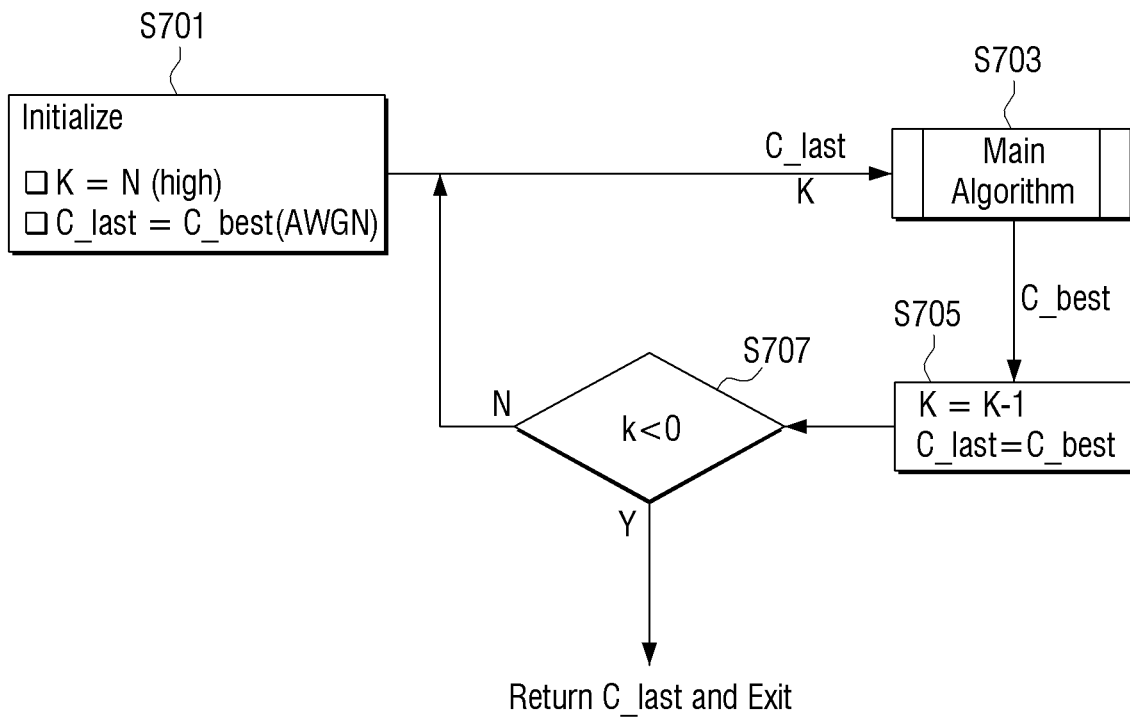 S701
Initialize
□ K = N (high)
□ C_last = C_best(AWGN)
C_last
K
S703
Main
Algorithm
C_best
S705
K = K-1
C_last=C_best
S707
k<0
N
Y
Return C_last and Exit